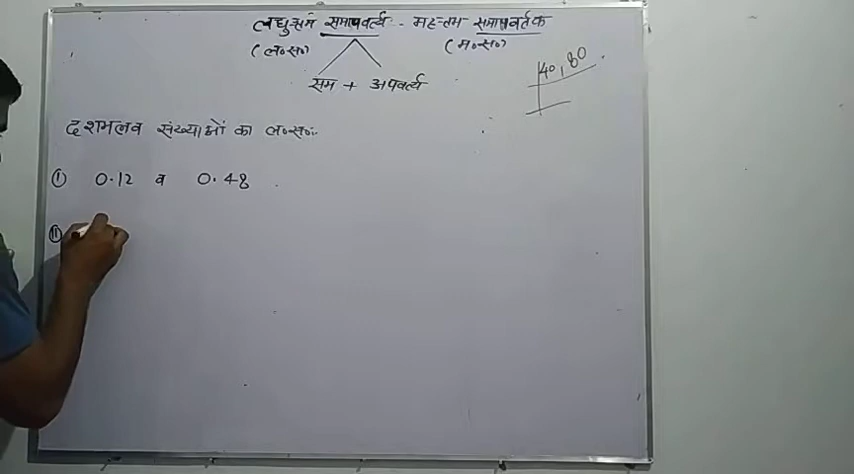 लघुत्तम समापवर्त्य - महत्तम समापवर्तक
(ल०स०) (म०स०)
40, 80
सम + अपवर्त्य
दशमलव संख्याओं का ल०स०:
(I) 0.12 व 0.48
(II)